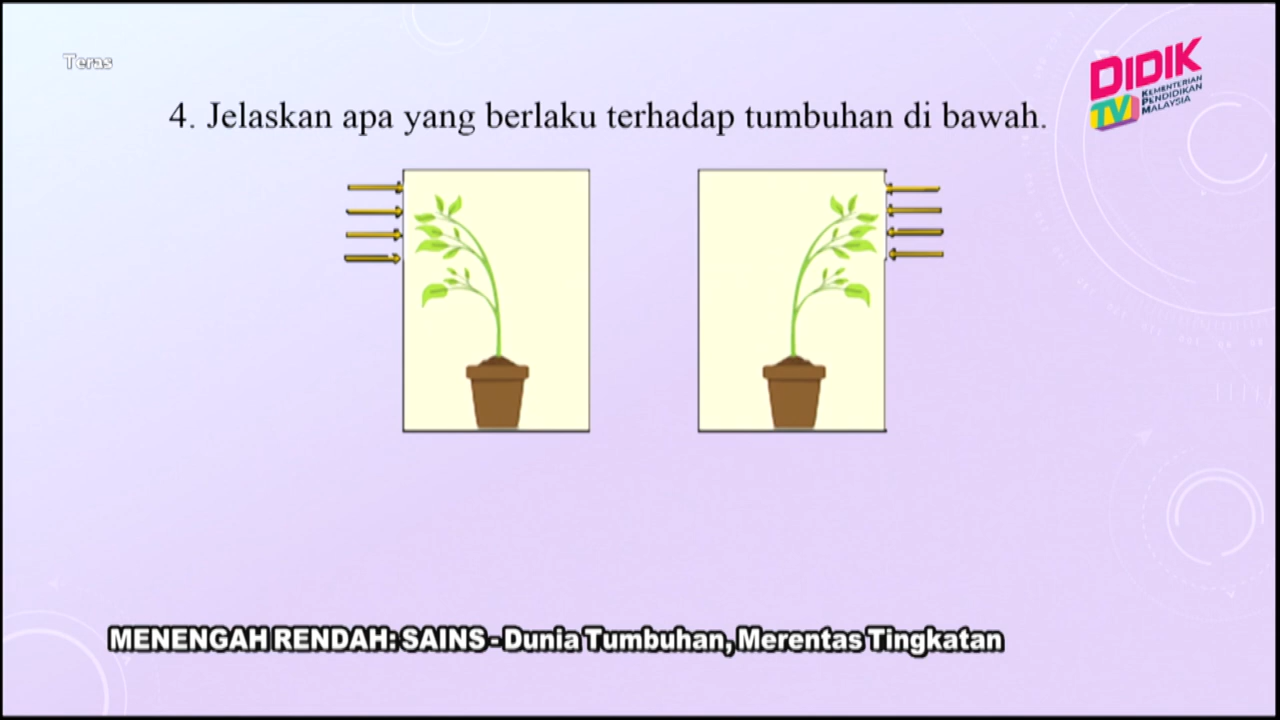 Teras
DIDIK
TV
KEMENTERIAN
PENDIDIKAN
MALAYSIA
4. Jelaskan apa yang berlaku terhadap tumbuhan di bawah.
MENENGAH RENDAH: SAINS - Dunia Tumbuhan, Merentas Tingkatan